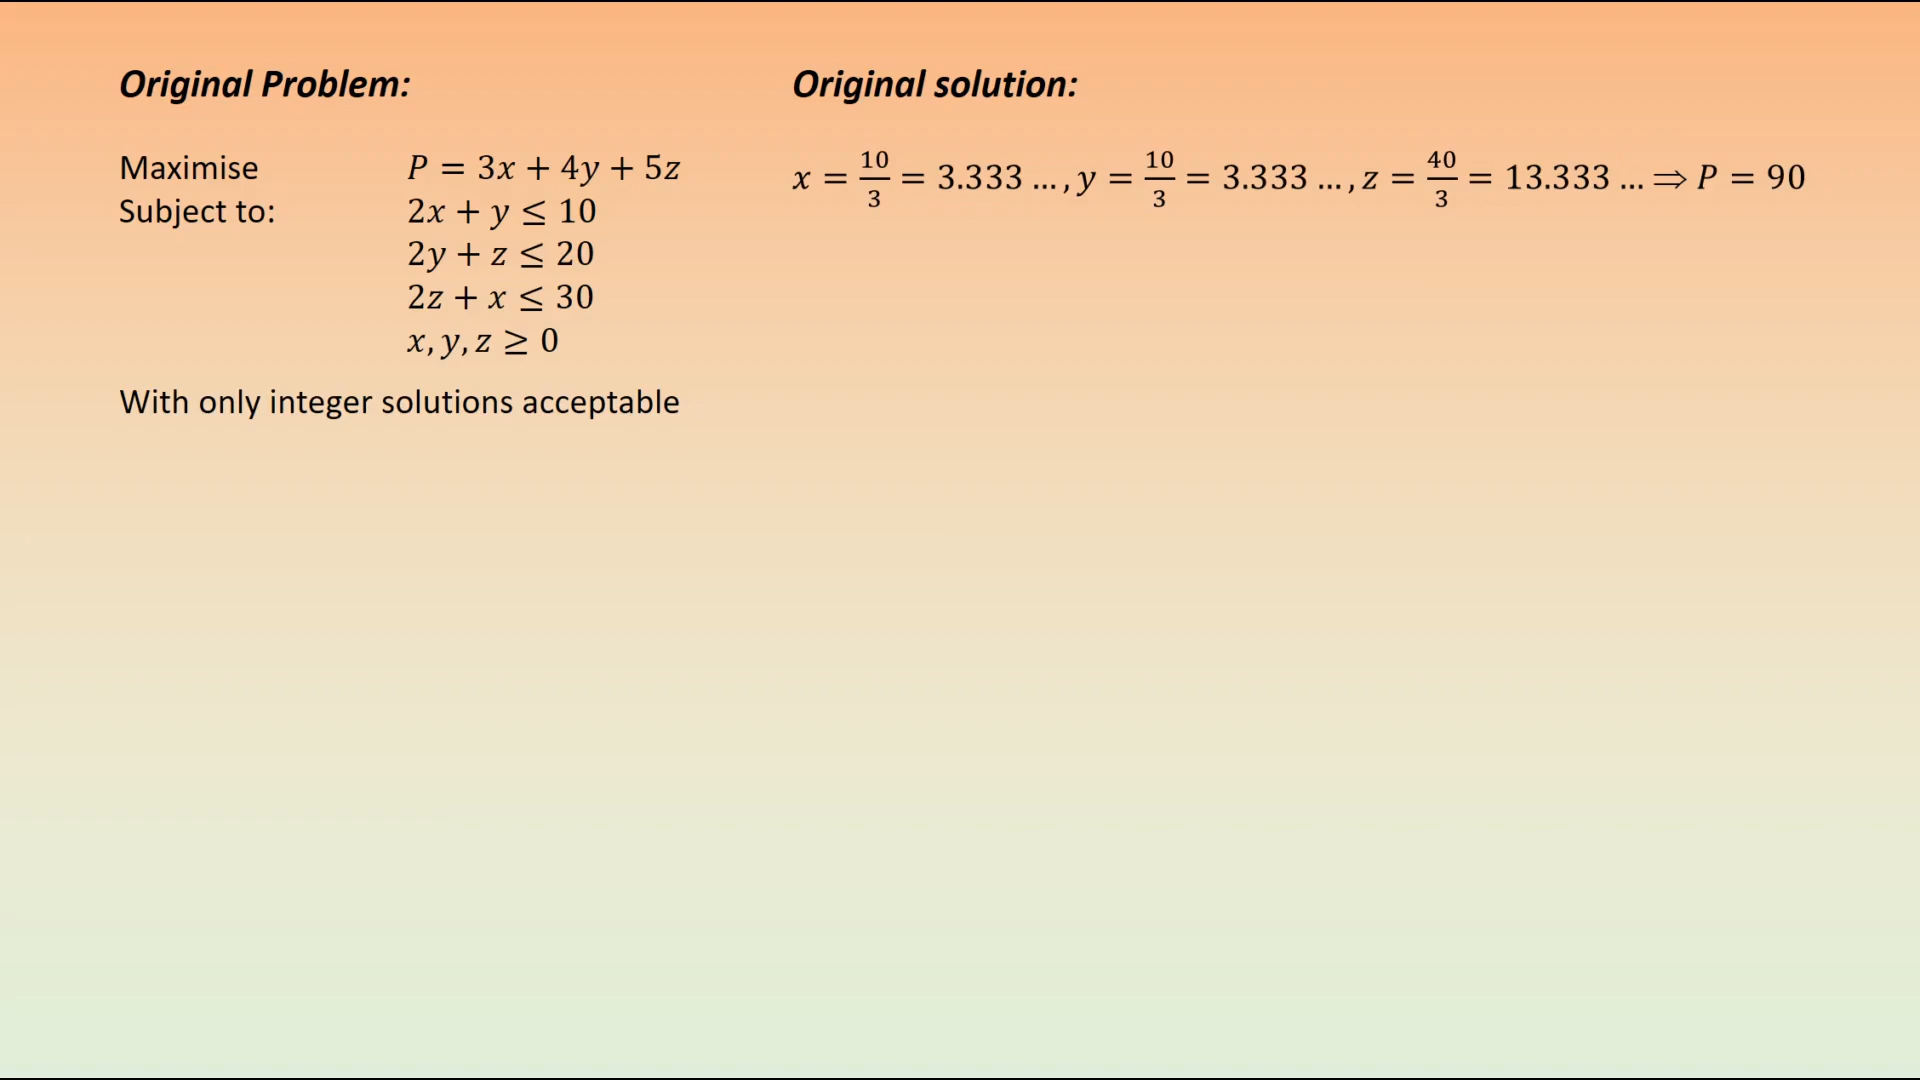 Original Problem:
Maximise P = 3x + 4y + 5z
Subject to: 2x + y ≤ 10
2y + z ≤ 20
2z + x ≤ 30
x, y, z ≥ 0
With only integer solutions acceptable
Original solution:
x = 10/3 = 3.333 ..., y = 10/3 = 3.333 ..., z = 40/3 = 13.333 ... ⇒ P = 90